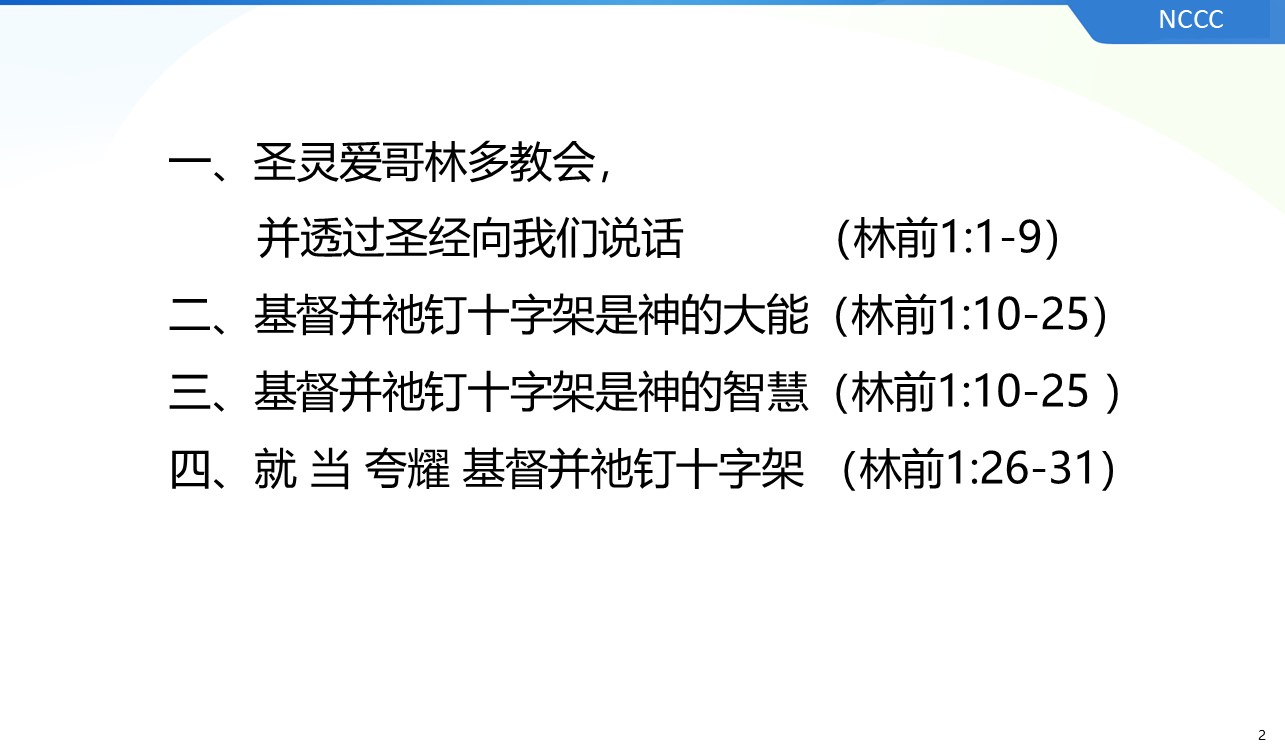 NCCC
一、圣灵爱哥林多教会，
并透过圣经向我们说话 （林前1:1-9）
二、基督并祂钉十字架是神的大能（林前1:10-25）
三、基督并祂钉十字架是神的智慧（林前1:10-25 ）
四、就 当 夸耀 基督并祂钉十字架 （林前1:26-31）
2